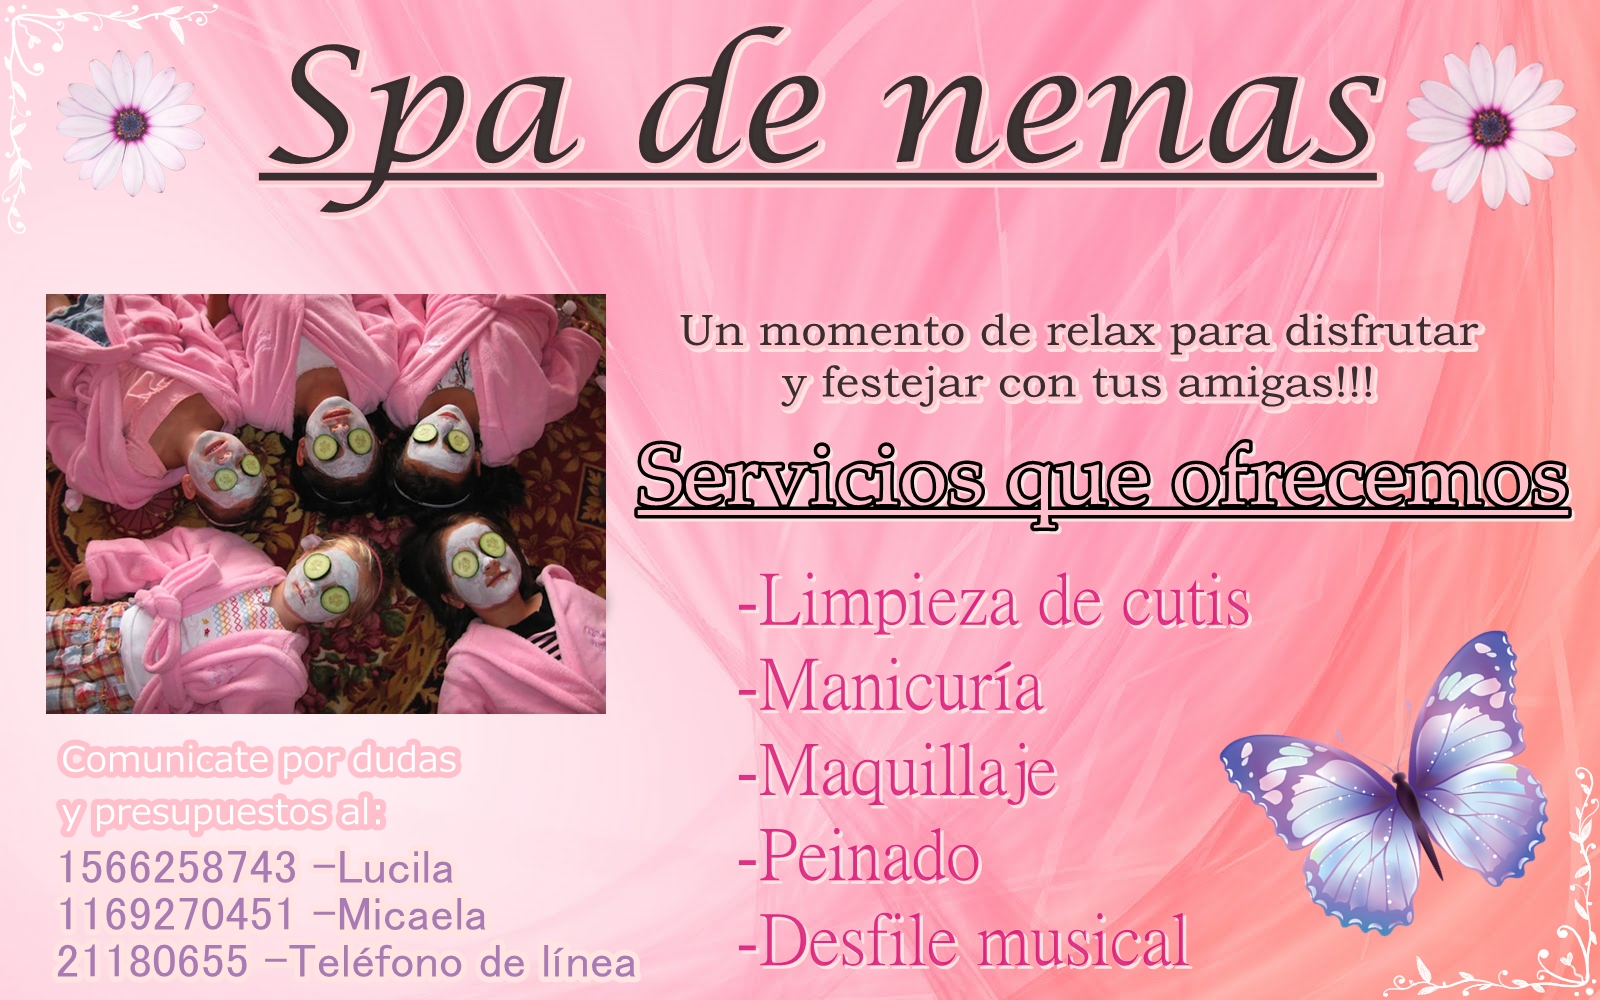 Spa de nenas
Un momento de relax para disfrutar
y festejar con tus amigas!!!
Servicios que ofrecemos
-Limpieza de cutis
-Manicuría
-Maquillaje
-Peinado
-Desfile musical
Comunicate por dudas
y presupuestos al:
1566258743 -Lucila
1169270451 -Micaela
21180655 -Teléfono de línea